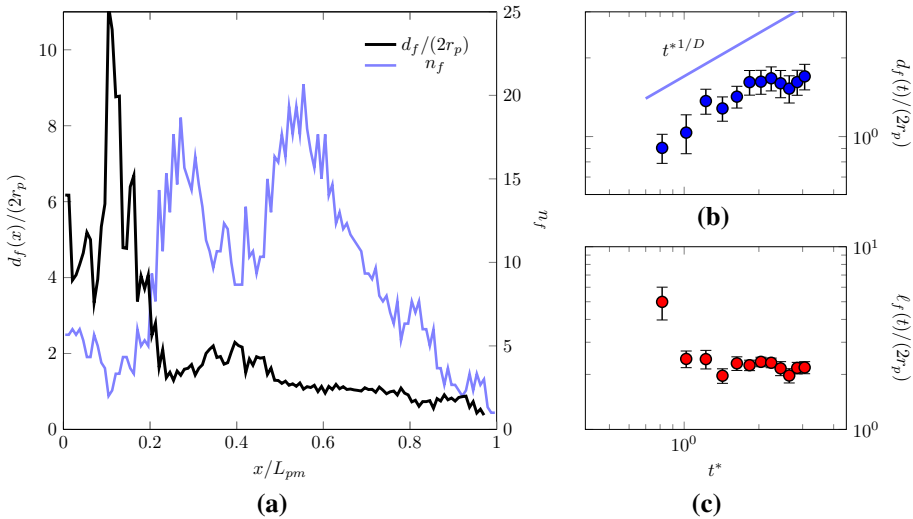 d_f/(2r_p)
n_f
10
8
6
4
2
0
25
20
15
10
5
0
0
0.2
0.4
0.6
0.8
1
d_f(x)/(2r_p)
n_f
x/L_{pm}
(a)
t^{*1/D}
10^0
d_f(t)/(2r_p)
(b)
10^1
10^0
ℓ_f(t)/(2r_p)
10^0
t^*
(c)